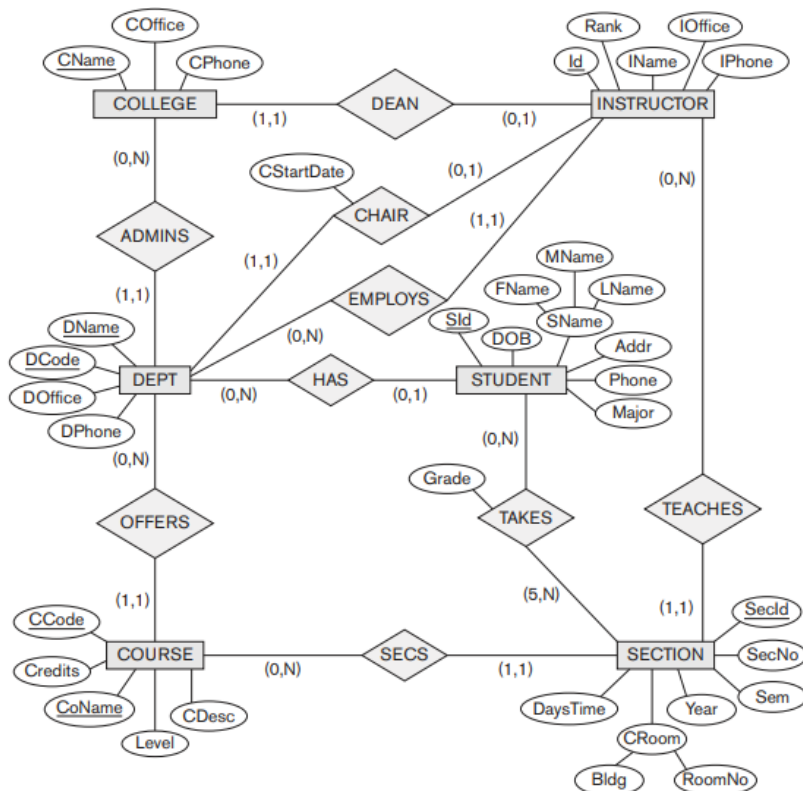 COffice
Rank
IOffice
CName
CPhone
Id
IName
IPhone
COLLEGE
DEAN
INSTRUCTOR
(1,1)
(0,1)
(0,N)
CStartDate
(0,1)
(0,N)
CHAIR
ADMINS
(1,1)
(1,1)
MName
(1,1)
EMPLOYS
FName
LName
DName
(0,N)
SId
SName
DCode
DOB
Addr
DEPT
HAS
STUDENT
Phone
DOffice
(0,N)
(0,1)
Major
DPhone
(0,N)
(0,N)
Grade
OFFERS
TAKES
TEACHES
(5,N)
(1,1)
(1,1)
SecId
CCode
COURSE
SECS
SECTION
SecNo
Credits
(0,N)
(1,1)
Sem
CoName
CDesc
DaysTime
Year
Level
CRoom
Bldg
RoomNo